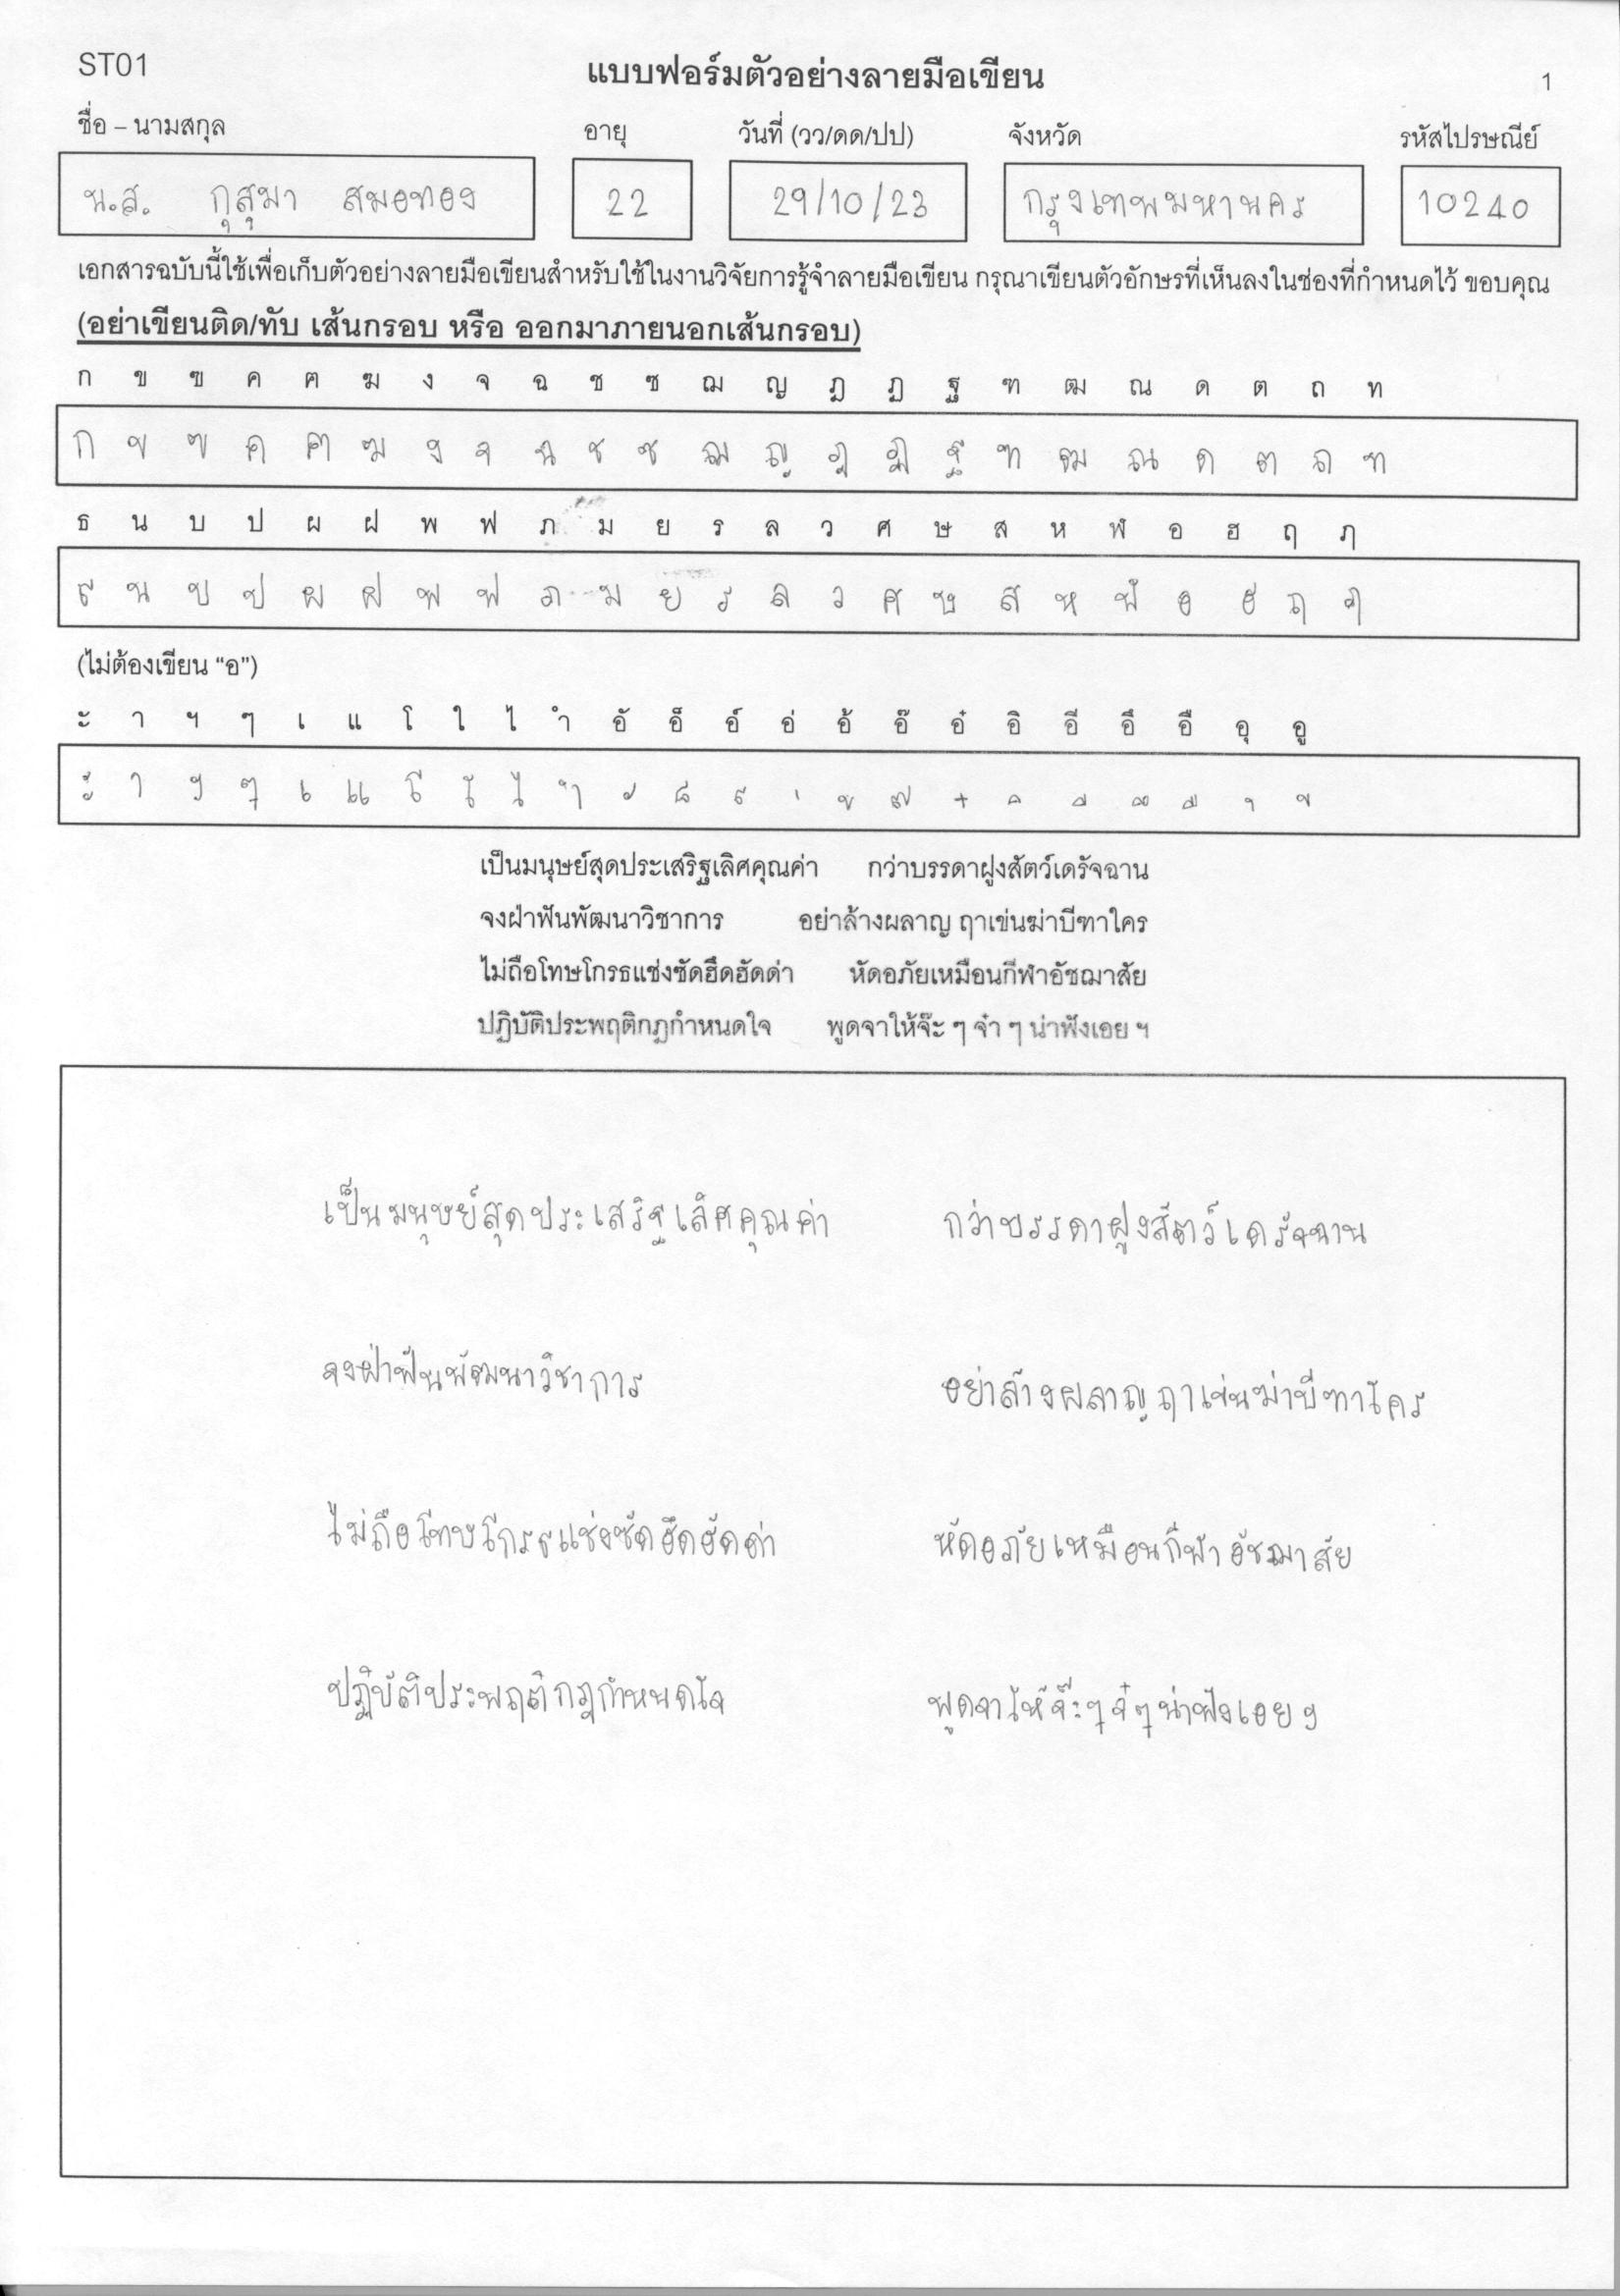 ST01 แบบฟอร์มตัวอย่างลายมือเขียน 1
ชื่อ – นามสกุล อายุ วันที่ (วว/ดด/ปป) จังหวัด รหัสไปรษณีย์
น.ส. กุสุมา สมอทอง 22 29/10/23 กรุงเทพมหานคร 10240
เอกสารฉบับนี้ใช้เพื่อเก็บตัวอย่างลายมือเขียนสำหรับใช้ในงานวิจัยการรู้จำลายมือเขียน กรุณาเขียนตัวอักษรที่เห็นลงในช่องที่กำหนดไว้ ขอบคุณ
(อย่าเขียนติด/ทับ เส้นกรอบ หรือ ออกมาภายนอกเส้นกรอบ)
ก ข ฃ ค ฅ ฆ ง จ ฉ ช ซ ฌ ญ ฎ ฏ ฐ ฑ ฒ ณ ด ต ถ ท
ก ข ฃ ค ฅ ฆ ง จ ฉ ช ซ ฌ ญ ฎ ฏ ฐ ฑ ฒ ณ ด ต ถ ท
ธ น บ ป ผ ฝ พ ฟ ภ ม ย ร ล ว ศ ษ ส ห ฬ อ ฮ ฤ ฦ
ธ น บ ป ผ ฝ พ ฟ ภ ม ย ร ล ว ศ ษ ส ห ฬ อ ฮ ฤ ฦ
(ไม่ต้องเขียน “อ”)
ะ า ฯ ๆ เ แ โ ใ ไ ำ อั อ็ อ์ อ่ อ้ อ๊ อ๋ อิ อี อึ อื อุ อู
ะ า ฯ ๆ เ แ โ ใ ไ ำ ั ็ ์ ่ ้ ๊ ๋ ิ ี ึ ื ุ ู
เป็นมนุษย์สุดประเสริฐเลิศคุณค่า กว่าบรรดาฝูงสัตว์เดรัจฉาน
จงฝ่าฟันพัฒนาวิชาการ อย่าล้างผลาญ ฤาเข่นฆ่าบีฑาใคร
ไม่ถือโทษโกรธแช่งซัดฮึดฮัดด่า หัดอภัยเหมือนกีฬาอัชฌาสัย
ปฏิบัติประพฤติกฎกำหนดใจ พูดจาให้จ๊ะ ๆ จ๋า ๆ น่าฟังเอย ฯ
เป็นมนุษย์สุดประเสริฐเลิศคุณค่า กว่าบรรดาฝูงสัตว์เดรัจฉาน
จงฝ่าฟันพัฒนาวิชาการ อย่าล้างผลาญ ฤาเข่นฆ่าบีฑาใคร
ไม่ถือโทษโกรธแช่งซัดฮึดฮัดด่า หัดอภัยเหมือนกีฬาอัชฌาสัย
ปฏิบัติประพฤติกฎกำหนดใจ พูดจาให้จ๊ะๆจ๋ๆน่าฟังเอยฯ